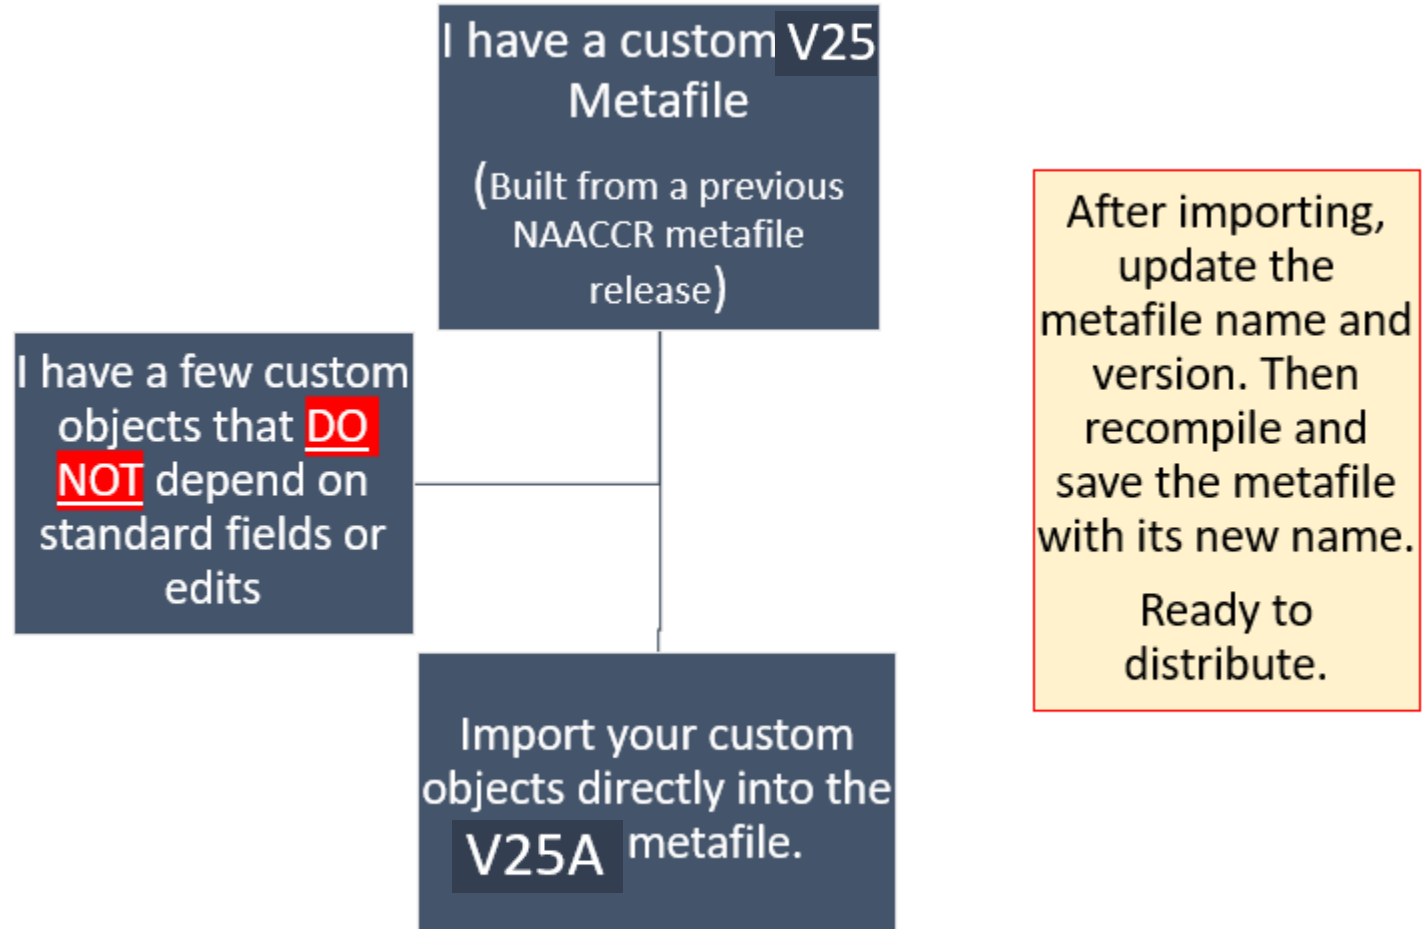 I have a custom V25
Metafile
(Built from a previous
NAACCR metafile
release)
I have a few custom
objects that DO
NOT depend on
standard fields or
edits
Import your custom
objects directly into the
V25A metafile.
After importing,
update the
metafile name and
version. Then
recompile and
save the metafile
with its new name.
Ready to
distribute.